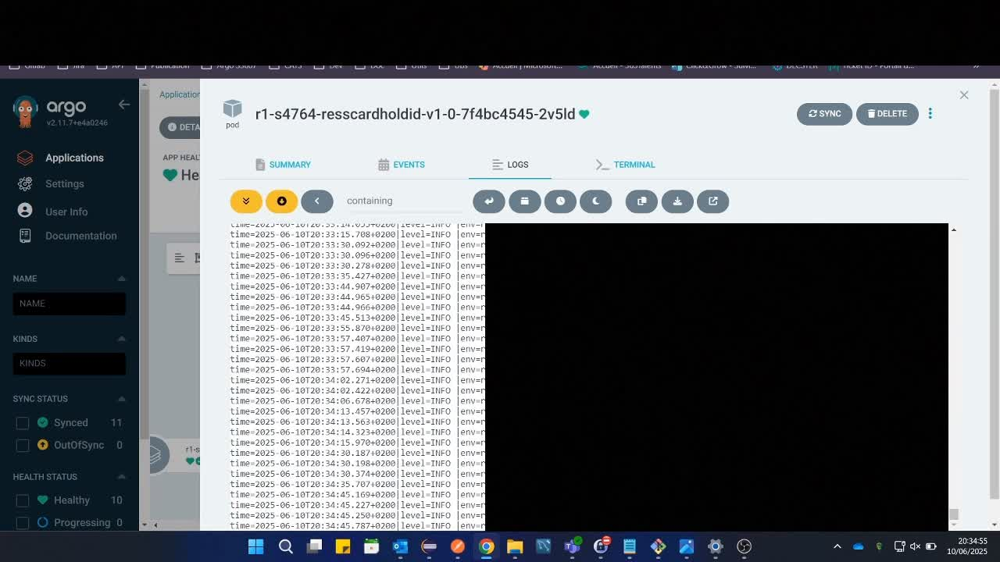 Gitlab Jira API Publication Argo S3007 CATS Dev Doc Utils Obs Accueil | Microsoft... Accueil - SubTalents Click&Grow - Suivi...
argo
v2.11.7+e4a0246
Applications
Settings
User Info
Documentation
NAME
NAME
KINDS
KINDS
SYNC STATUS
Synced 11
OutOfSync 0
HEALTH STATUS
Healthy 10
Progressing 0
Application
DETA
APP HEAL
He
r1-s
pod
r1-s4764-resscardholdid-v1-0-7f4bc4545-2v5ld
SYNC
DELETE
SUMMARY
EVENTS
LOGS
TERMINAL
containing
time=2025-06-10T20:33:14.055+0200|level=INFO |env=r
time=2025-06-10T20:33:15.708+0200|level=INFO |env=r
time=2025-06-10T20:33:30.092+0200|level=INFO |env=r
time=2025-06-10T20:33:30.096+0200|level=INFO |env=r
time=2025-06-10T20:33:30.278+0200|level=INFO |env=r
time=2025-06-10T20:33:35.427+0200|level=INFO |env=r
time=2025-06-10T20:33:44.907+0200|level=INFO |env=r
time=2025-06-10T20:33:44.965+0200|level=INFO |env=r
time=2025-06-10T20:33:44.966+0200|level=INFO |env=r
time=2025-06-10T20:33:45.513+0200|level=INFO |env=r
time=2025-06-10T20:33:55.870+0200|level=INFO |env=r
time=2025-06-10T20:33:57.407+0200|level=INFO |env=r
time=2025-06-10T20:33:57.419+0200|level=INFO |env=r
time=2025-06-10T20:33:57.607+0200|level=INFO |env=r
time=2025-06-10T20:33:57.694+0200|level=INFO |env=r
time=2025-06-10T20:34:02.271+0200|level=INFO |env=r
time=2025-06-10T20:34:02.422+0200|level=INFO |env=r
time=2025-06-10T20:34:06.678+0200|level=INFO |env=r
time=2025-06-10T20:34:13.457+0200|level=INFO |env=r
time=2025-06-10T20:34:13.563+0200|level=INFO |env=r
time=2025-06-10T20:34:14.323+0200|level=INFO |env=r
time=2025-06-10T20:34:15.970+0200|level=INFO |env=r
time=2025-06-10T20:34:30.187+0200|level=INFO |env=r
time=2025-06-10T20:34:30.198+0200|level=INFO |env=r
time=2025-06-10T20:34:30.374+0200|level=INFO |env=r
time=2025-06-10T20:34:35.707+0200|level=INFO |env=r
time=2025-06-10T20:34:45.169+0200|level=INFO |env=r
time=2025-06-10T20:34:45.227+0200|level=INFO |env=r
time=2025-06-10T20:34:45.250+0200|level=INFO |env=r
time=2025-06-10T20:34:45.787+0200|level=INFO |env=r
20:34:55
10/06/2025